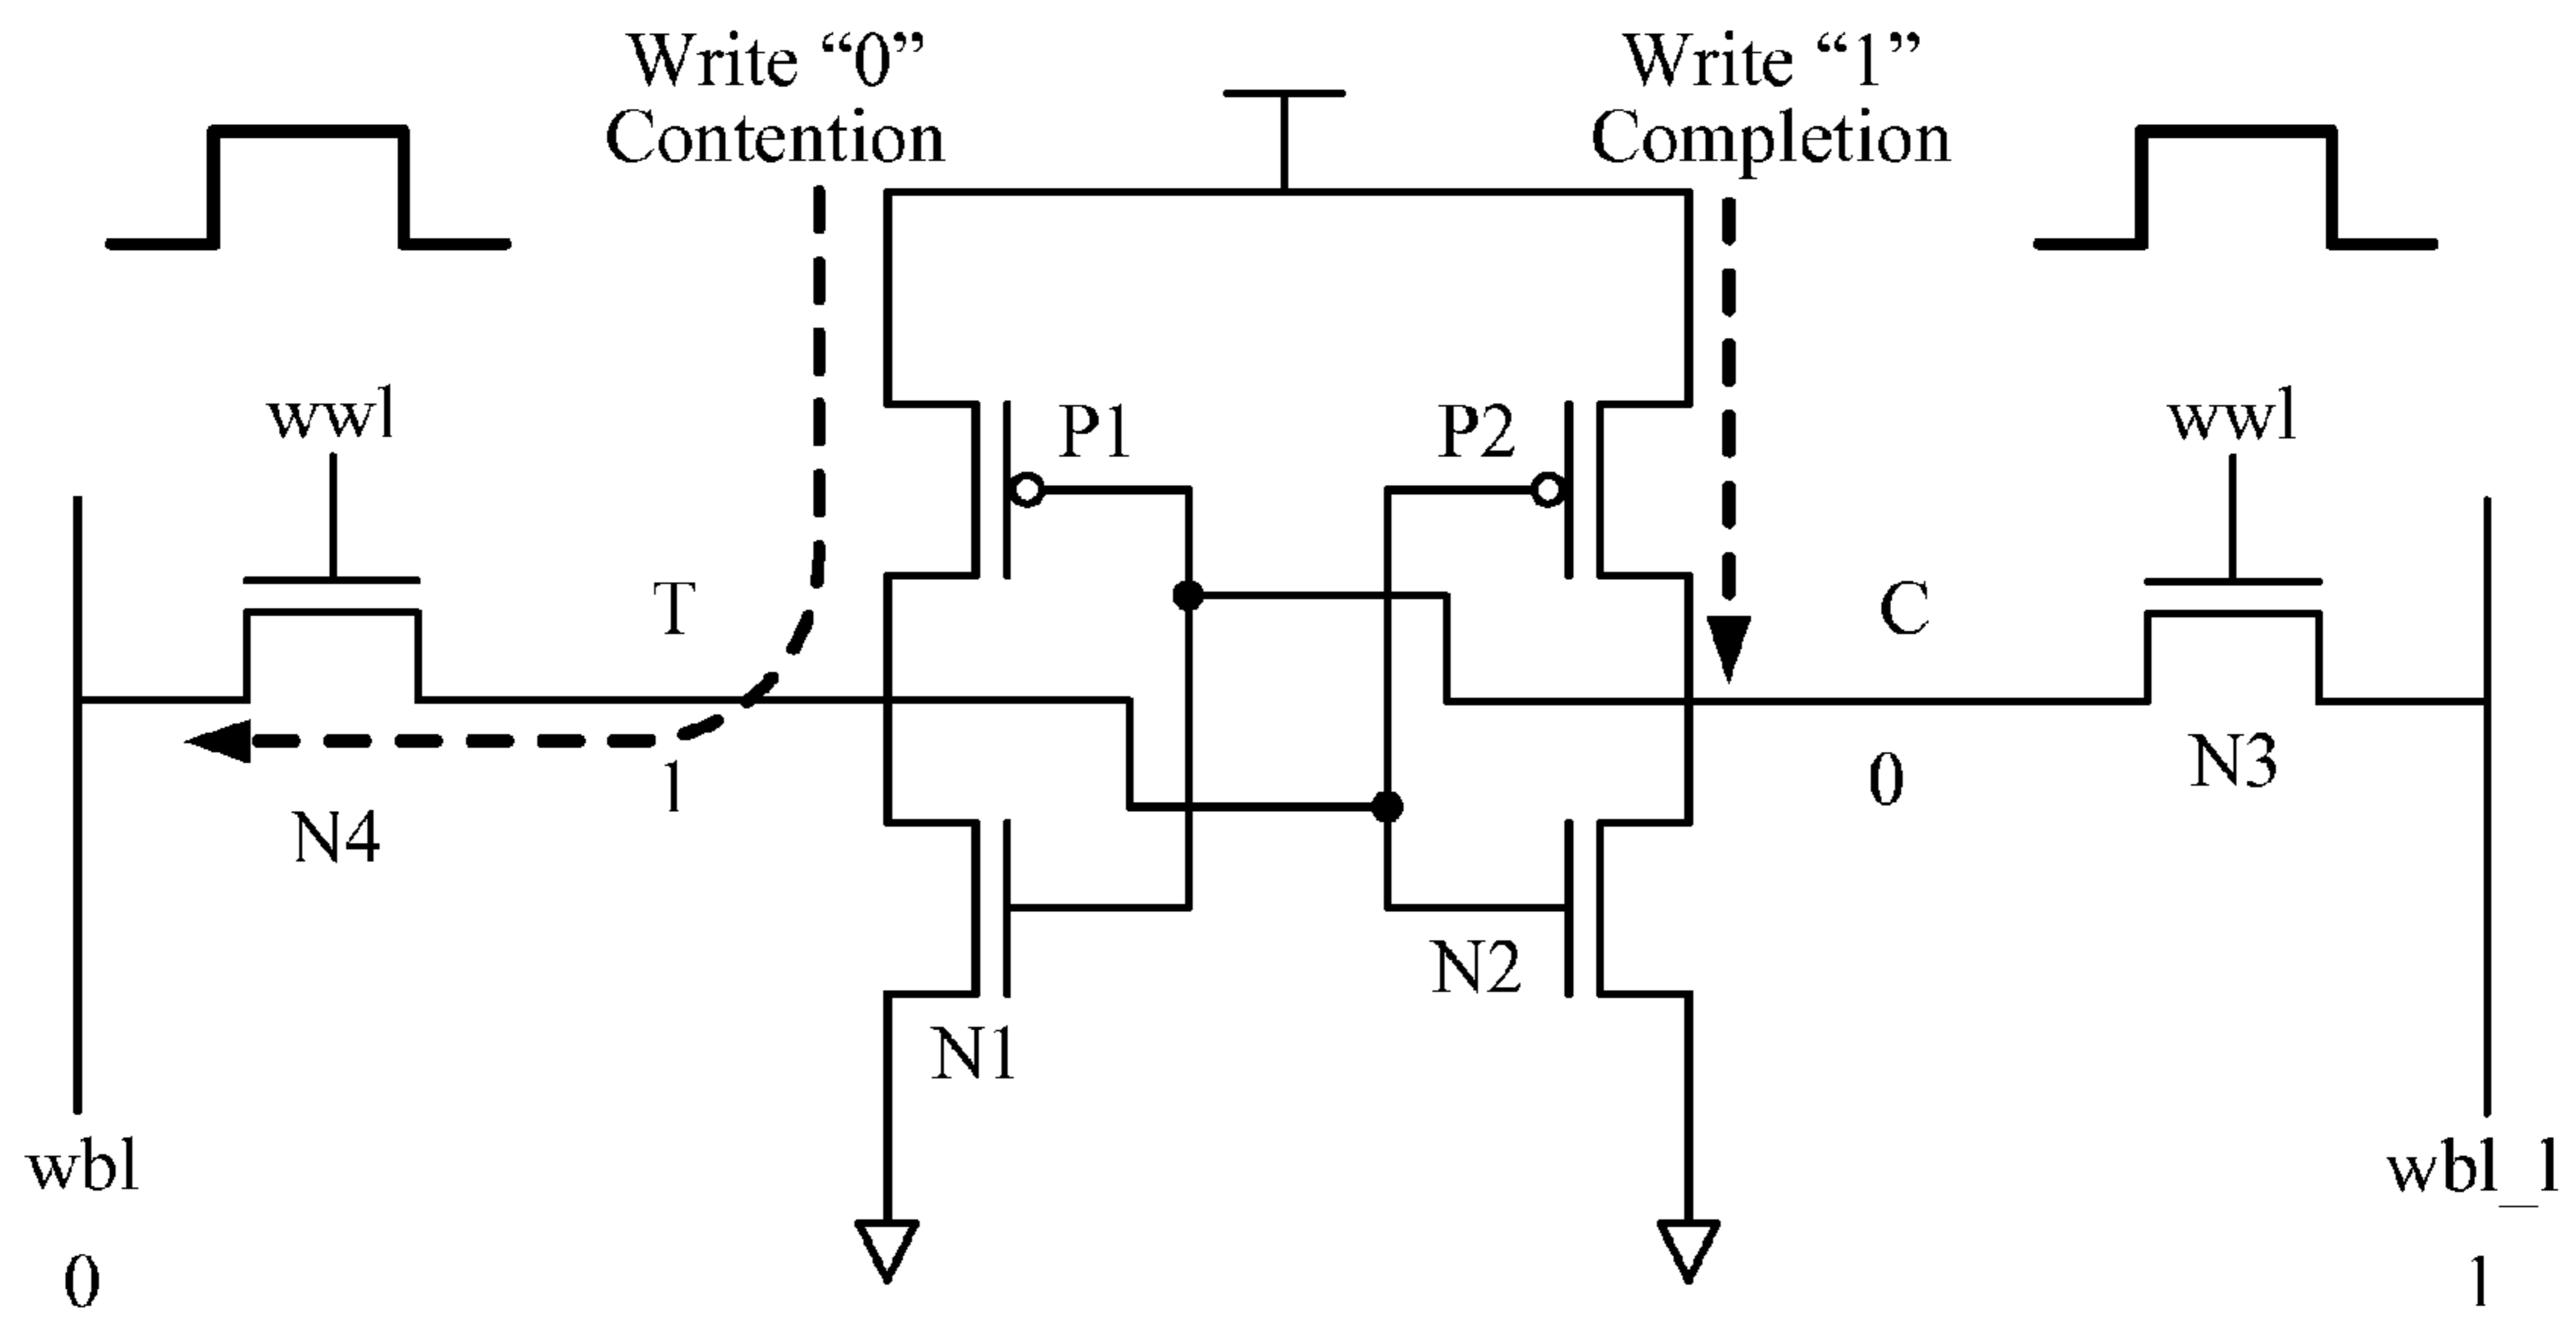 Write “0”
Contention
Write “1”
Completion
wwl
P1
P2
wwl
T
C
1
0
N4
N3
N2
N1
wbl
0
wbl_l
1